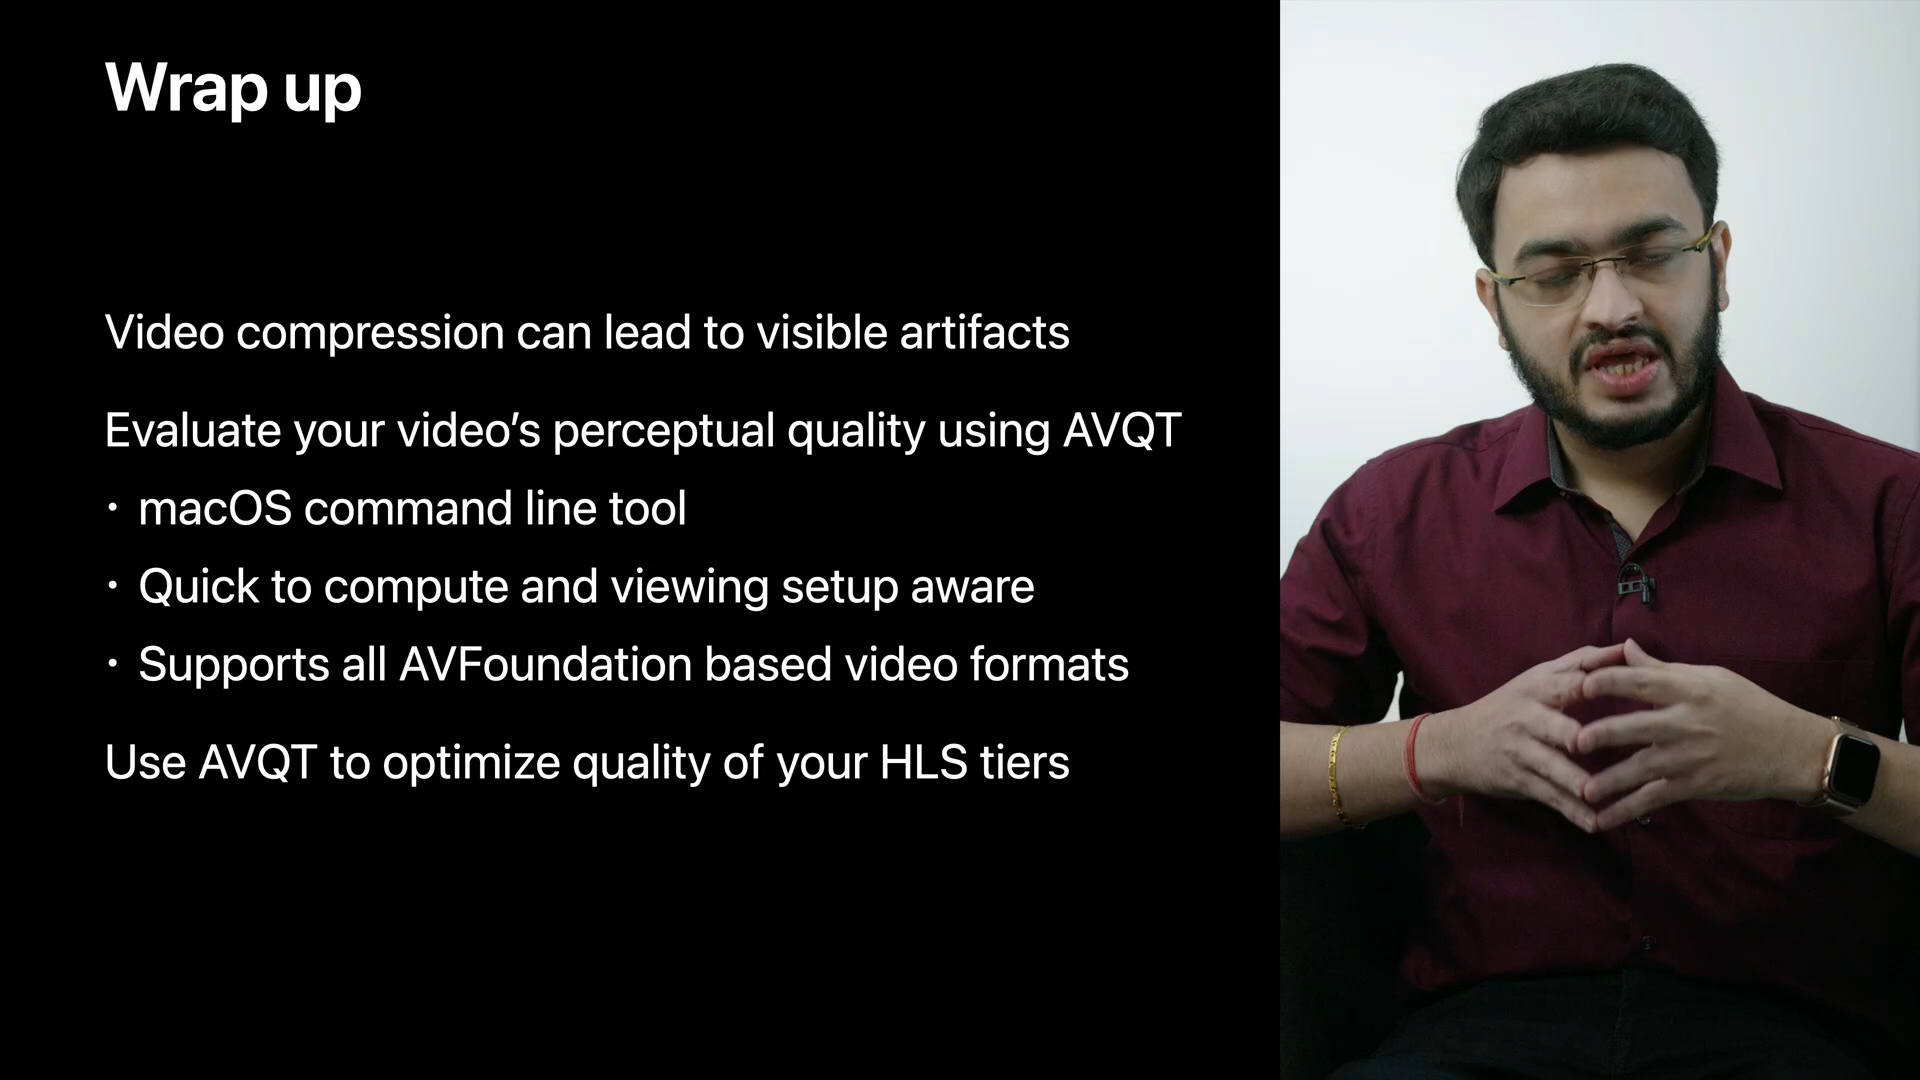 Wrap up
Video compression can lead to visible artifacts
Evaluate your video’s perceptual quality using AVQT
• macOS command line tool
• Quick to compute and viewing setup aware
• Supports all AVFoundation based video formats
Use AVQT to optimize quality of your HLS tiers